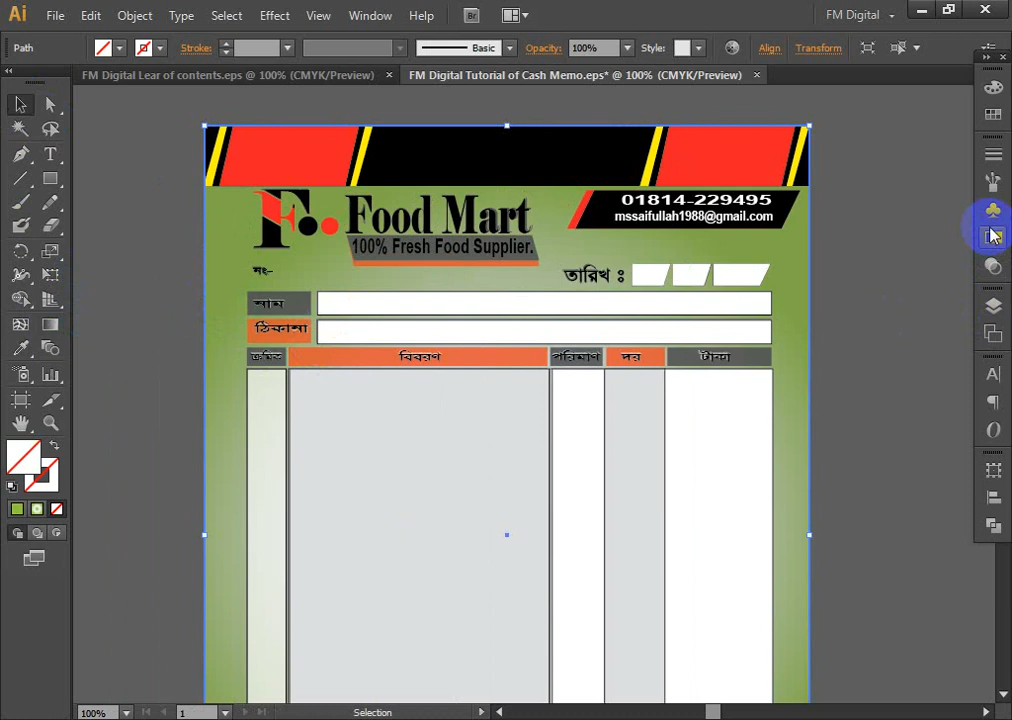 Ai File Edit Object Type Select Effect View Window Help Br FM Digital
Path Stroke: Basic Opacity: 100% Style: Align Transform
FM Digital Lear of contents.eps @ 100% (CMYK/Preview) × FM Digital Tutorial of Cash Memo.eps* @ 100% (CMYK/Preview) ×
F. Food Mart
100% Fresh Food Supplier.
01814-229495
mssaifullah1988@gmail.com
নং- তারিখ ঃ
নাম
ঠিকানা
ক্রমিক বিবরণ পরিমাণ দর টাকা
100% 1 Selection